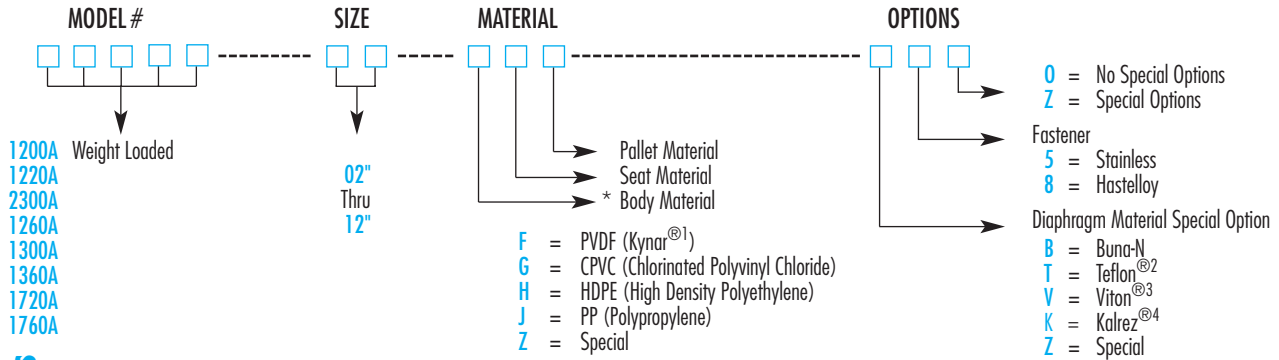 MODEL # SIZE MATERIAL OPTIONS
1200A Weight Loaded
1220A
2300A
1260A
1300A
1360A
1720A
1760A
02"
Thru
12"
Pallet Material
Seat Material
* Body Material
F = PVDF (Kynar®1)
G = CPVC (Chlorinated Polyvinyl Chloride)
H = HDPE (High Density Polyethylene)
J = PP (Polypropylene)
Z = Special
0 = No Special Options
Z = Special Options
Fastener
5 = Stainless
8 = Hastelloy
Diaphragm Material Special Option
B = Buna-N
T = Teflon®2
V = Viton®3
K = Kalrez®4
Z = Special